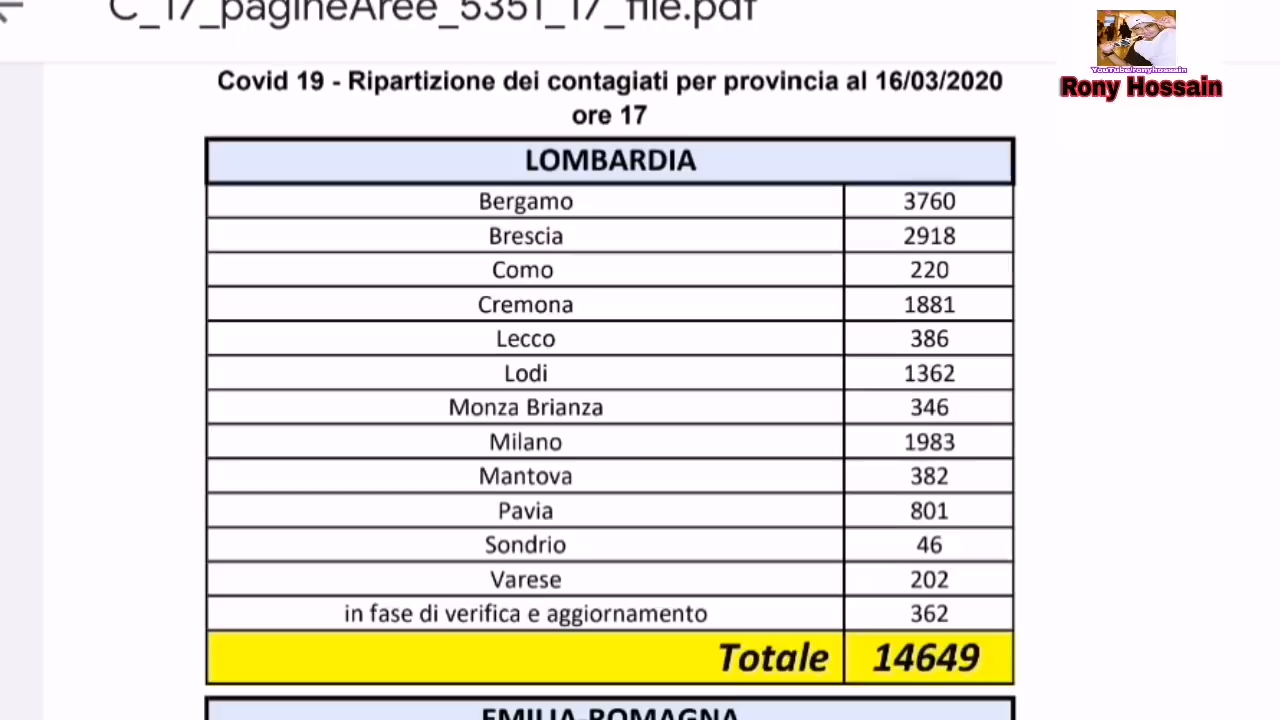 C_17_pagineAree_5351_17_file.pdf
YouTube/ronyhossain
Rony Hossain
Covid 19 - Ripartizione dei contagiati per provincia al 16/03/2020
ore 17
LOMBARDIA
Bergamo 3760
Brescia 2918
Como 220
Cremona 1881
Lecco 386
Lodi 1362
Monza Brianza 346
Milano 1983
Mantova 382
Pavia 801
Sondrio 46
Varese 202
in fase di verifica e aggiornamento 362
Totale 14649
EMILIA-ROMAGNA